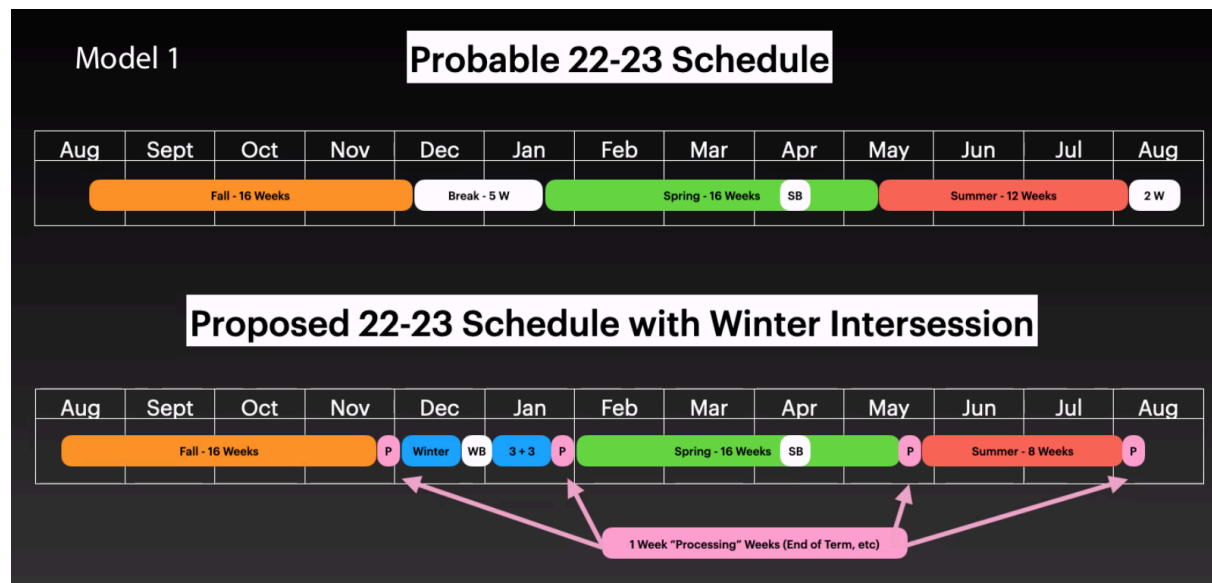 Model 1
Probable 22-23 Schedule
Aug Sept Oct Nov Dec Jan Feb Mar Apr May Jun Jul Aug
Fall - 16 Weeks Break - 5 W Spring - 16 Weeks SB Summer - 12 Weeks 2 W
Proposed 22-23 Schedule with Winter Intersession
Aug Sept Oct Nov Dec Jan Feb Mar Apr May Jun Jul Aug
Fall - 16 Weeks P Winter WB 3 + 3 P Spring - 16 Weeks SB P Summer - 8 Weeks P
1 Week “Processing” Weeks (End of Term, etc)